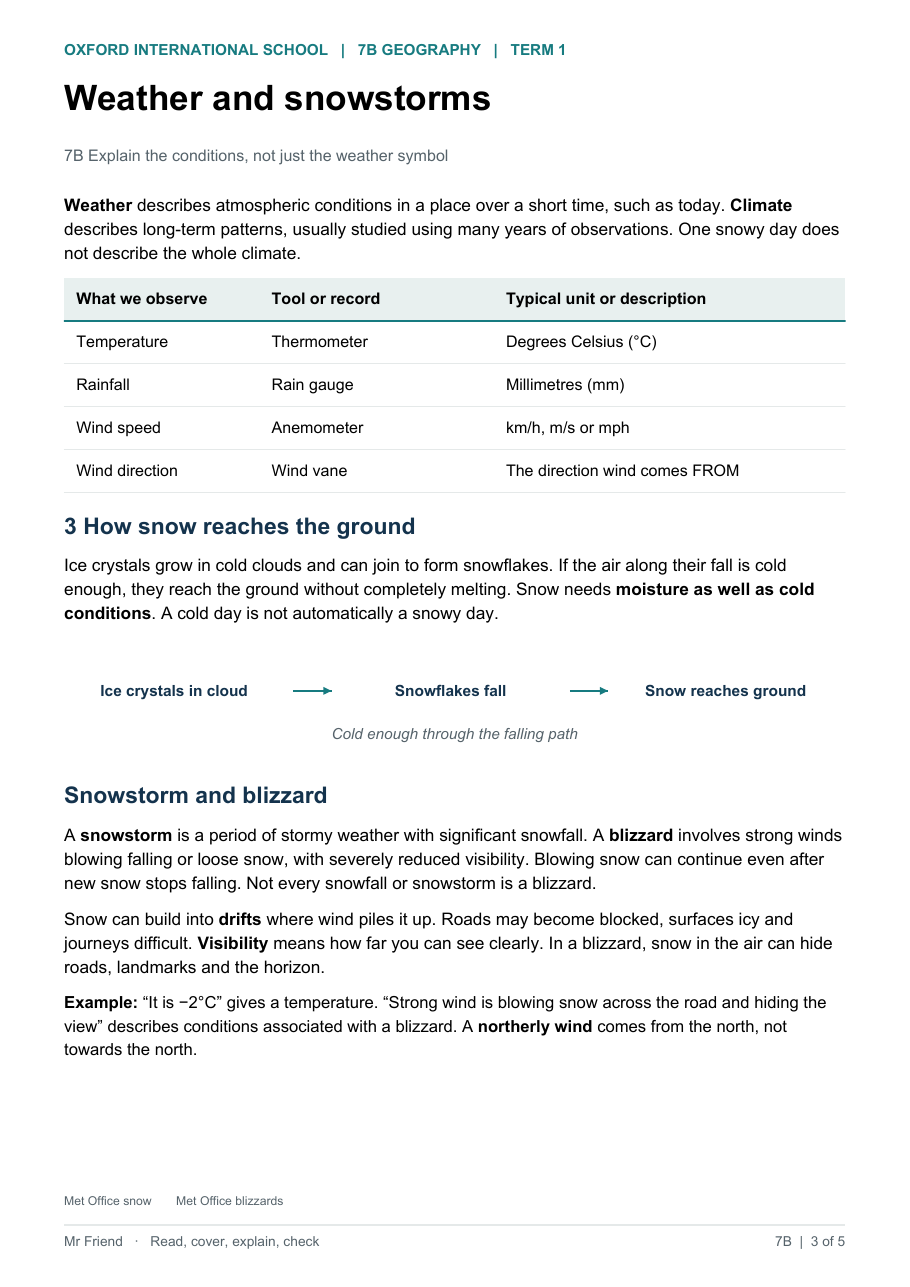 OXFORD INTERNATIONAL SCHOOL | 7B GEOGRAPHY | TERM 1
Weather and snowstorms
7B Explain the conditions, not just the weather symbol
Weather describes atmospheric conditions in a place over a short time, such as today. Climate
describes long-term patterns, usually studied using many years of observations. One snowy day does
not describe the whole climate.
What we observe Tool or record Typical unit or description
Temperature Thermometer Degrees Celsius (°C)
Rainfall Rain gauge Millimetres (mm)
Wind speed Anemometer km/h, m/s or mph
Wind direction Wind vane The direction wind comes FROM
3 How snow reaches the ground
Ice crystals grow in cold clouds and can join to form snowflakes. If the air along their fall is cold
enough, they reach the ground without completely melting. Snow needs moisture as well as cold
conditions. A cold day is not automatically a snowy day.
Ice crystals in cloud Snowflakes fall Snow reaches ground
Cold enough through the falling path
Snowstorm and blizzard
A snowstorm is a period of stormy weather with significant snowfall. A blizzard involves strong winds
blowing falling or loose snow, with severely reduced visibility. Blowing snow can continue even after
new snow stops falling. Not every snowfall or snowstorm is a blizzard.
Snow can build into drifts where wind piles it up. Roads may become blocked, surfaces icy and
journeys difficult. Visibility means how far you can see clearly. In a blizzard, snow in the air can hide
roads, landmarks and the horizon.
Example: “It is −2°C” gives a temperature. “Strong wind is blowing snow across the road and hiding the
view” describes conditions associated with a blizzard. A northerly wind comes from the north, not
towards the north.
Met Office snow Met Office blizzards
Mr Friend · Read, cover, explain, check 7B | 3 of 5